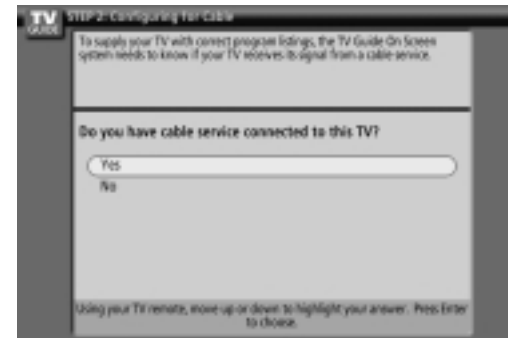 TV
GUIDE
STEP 2: Configuring for Cable
To supply your TV with correct program listings, the TV Guide On Screen
system needs to know if your TV receives its signal from a cable service.
Do you have cable service connected to this TV?
Yes
No
Using your TV remote, move up or down to highlight your answer. Press Enter
to choose.